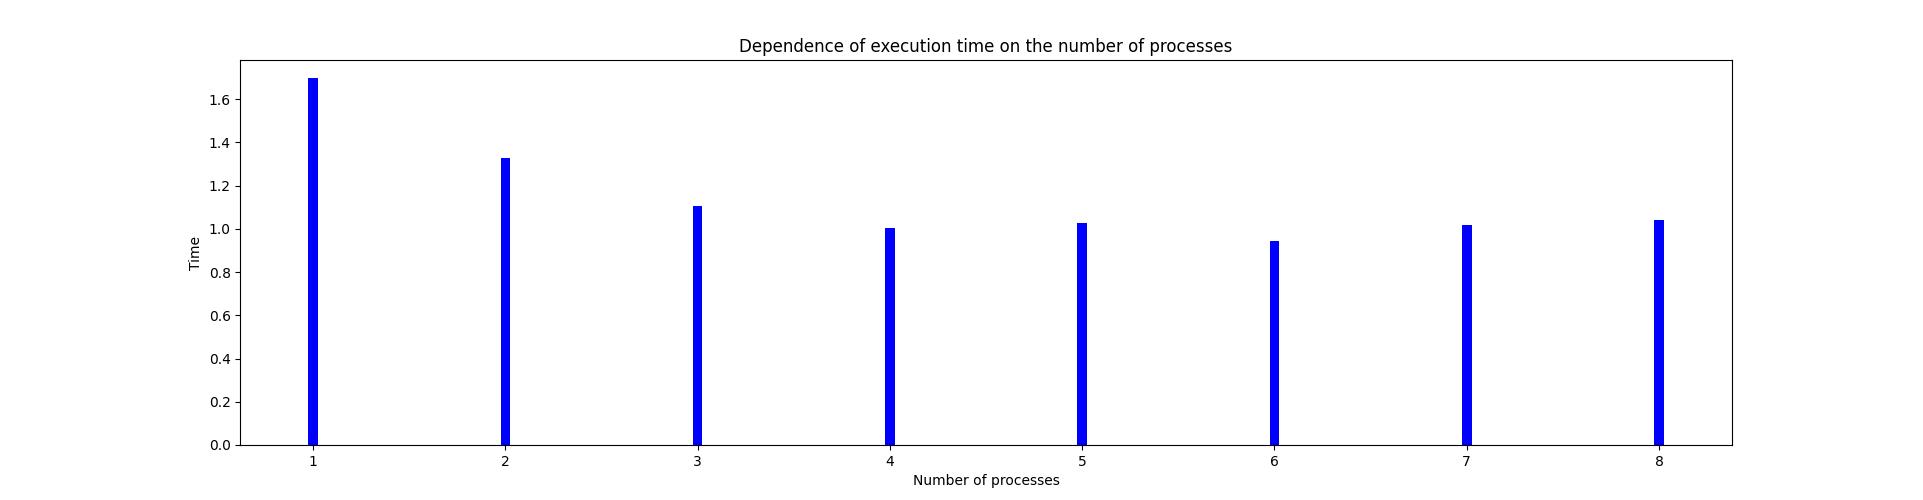 Dependence of execution time on the number of processes
Time
1.6
1.4
1.2
1.0
0.8
0.6
0.4
0.2
0.0
1 2 3 4 5 6 7 8
Number of processes